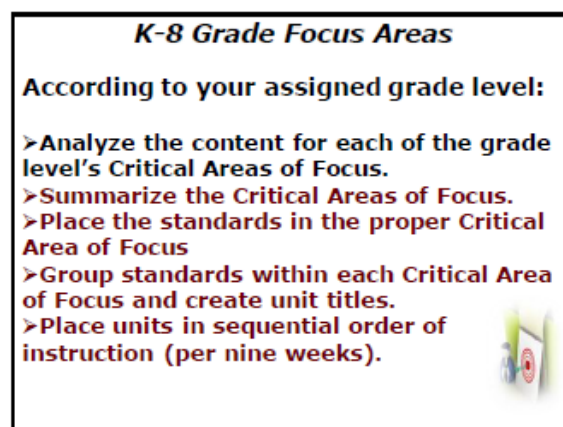 K-8 Grade Focus Areas
According to your assigned grade level:
➢Analyze the content for each of the grade
level’s Critical Areas of Focus.
➢Summarize the Critical Areas of Focus.
➢Place the standards in the proper Critical
Area of Focus
➢Group standards within each Critical Area
of Focus and create unit titles.
➢Place units in sequential order of
instruction (per nine weeks).